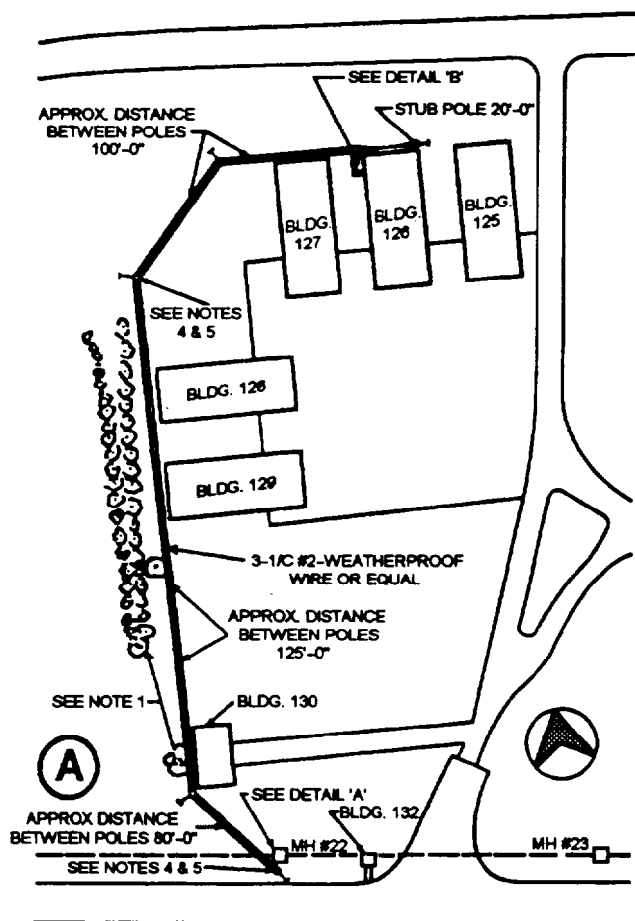 SEE DETAIL 'B'
APPROX. DISTANCE
BETWEEN POLES
100'-0"
STUB POLE 20'-0"
BLDG.
127
BLDG.
126
BLDG.
125
SEE NOTES
4 & 5
BLDG. 126
BLDG. 129
3-1/C #2-WEATHERPROOF
WIRE OR EQUAL
APPROX. DISTANCE
BETWEEN POLES
125'-0"
SEE NOTE 1
BLDG. 130
A
SEE DETAIL 'A'
BLDG. 132
APPROX DISTANCE
BETWEEN POLES 80'-0"
MH #22
MH #23
SEE NOTES 4 & 5